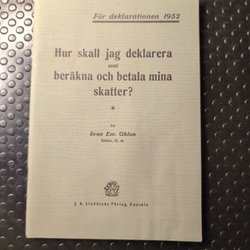 För deklarationen 1952
Hur skall jag deklarera
samt
beräkna och betala mina
skatter?
Av
Sven Em. Ohlon
J. A. Lindblads Förlag, Uppsala